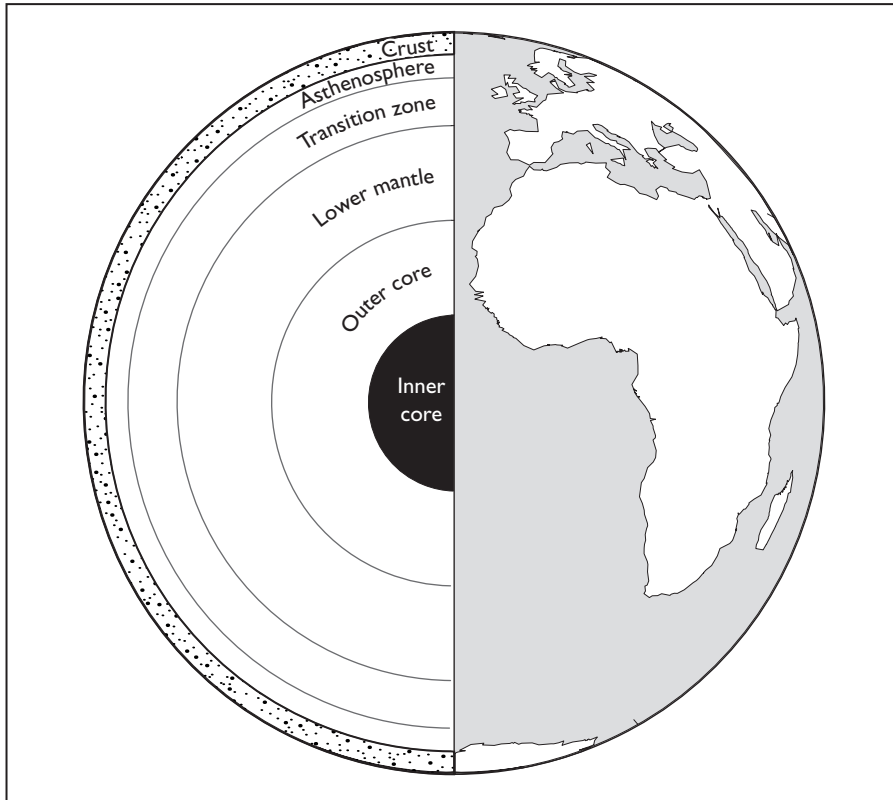 Crust
Asthenosphere
Transition zone
Lower mantle
Outer core
Inner
core